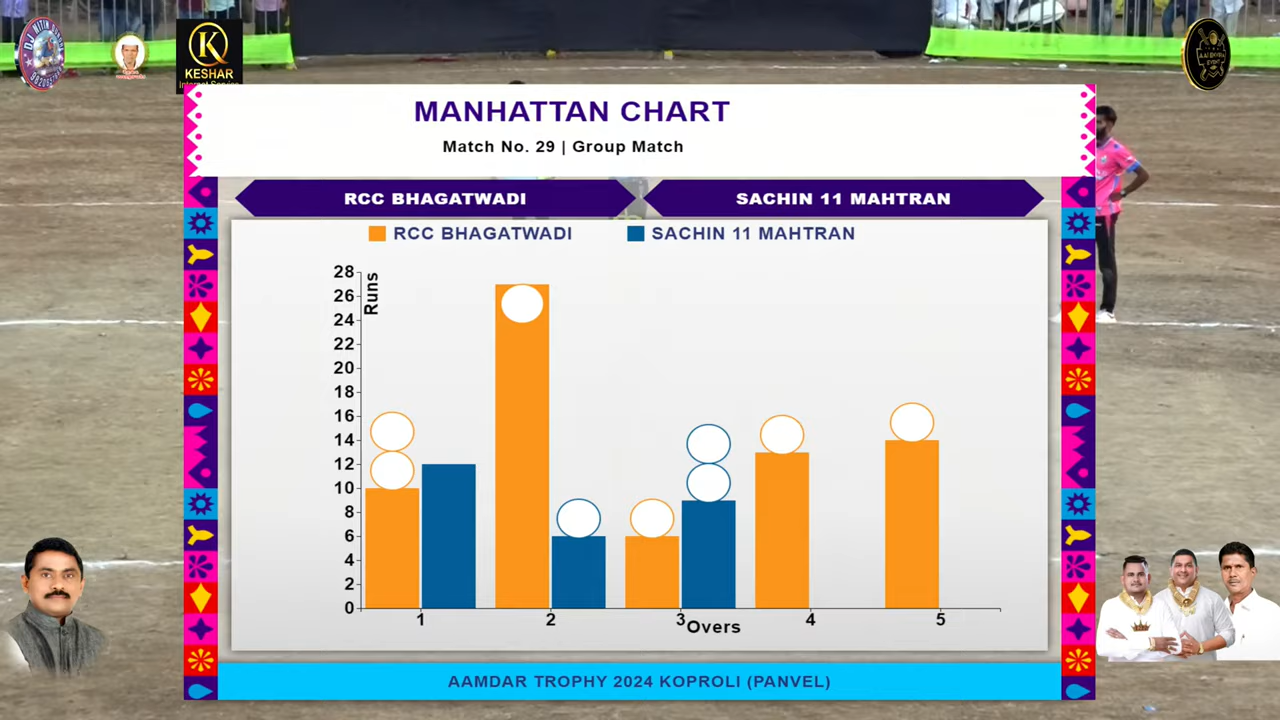 KESHAR
MANHATTAN CHART
Match No. 29 | Group Match
RCC BHAGATWADI
SACHIN 11 MAHTRAN
RCC BHAGATWADI
SACHIN 11 MAHTRAN
Runs
28
26
24
22
20
18
16
14
12
10
8
6
4
2
0
1
2
3
4
5
Overs
AAMDAR TROPHY 2024 KOPROLI (PANVEL)